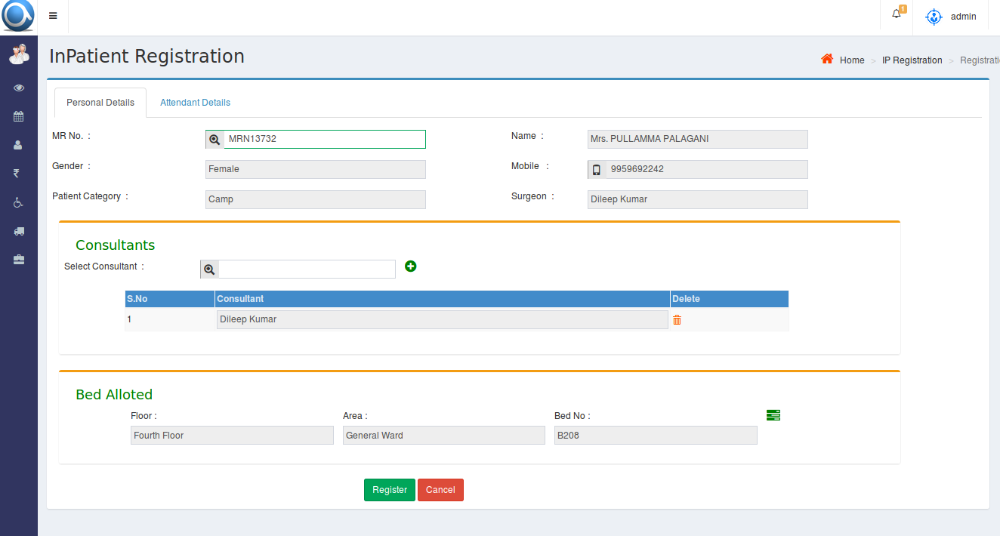 1
admin
InPatient Registration
Home > IP Registration > Registrati
Personal Details Attendant Details
MR No. : MRN13732 Name : Mrs. PULLAMMA PALAGANI
Gender : Female Mobile : 9959692242
Patient Category : Camp Surgeon : Dileep Kumar
Consultants
Select Consultant :
S.No Consultant Delete
1 Dileep Kumar
Bed Alloted
Floor : Area : Bed No :
Fourth Floor General Ward B208
Register Cancel